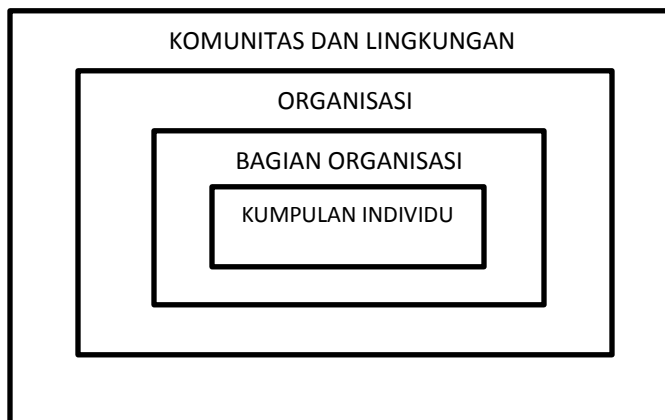 KOMUNITAS DAN LINGKUNGAN
ORGANISASI
BAGIAN ORGANISASI
KUMPULAN INDIVIDU